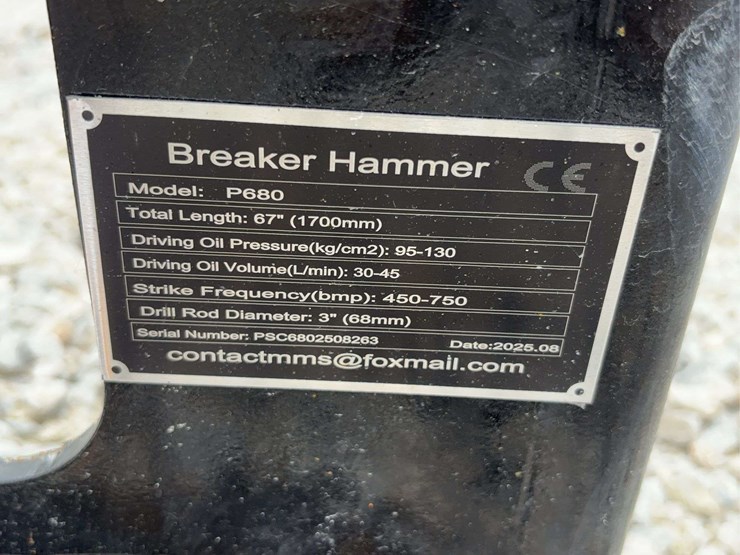 Breaker Hammer CE
Model: P680
Total Length: 67" (1700mm)
Driving Oil Pressure(kg/cm2): 95-130
Driving Oil Volume(L/min): 30-45
Strike Frequency(bmp): 450-750
Drill Rod Diameter: 3" (68mm)
Serial Number: PSC6802508263 Date:2025.08
contactmms@foxmail.com